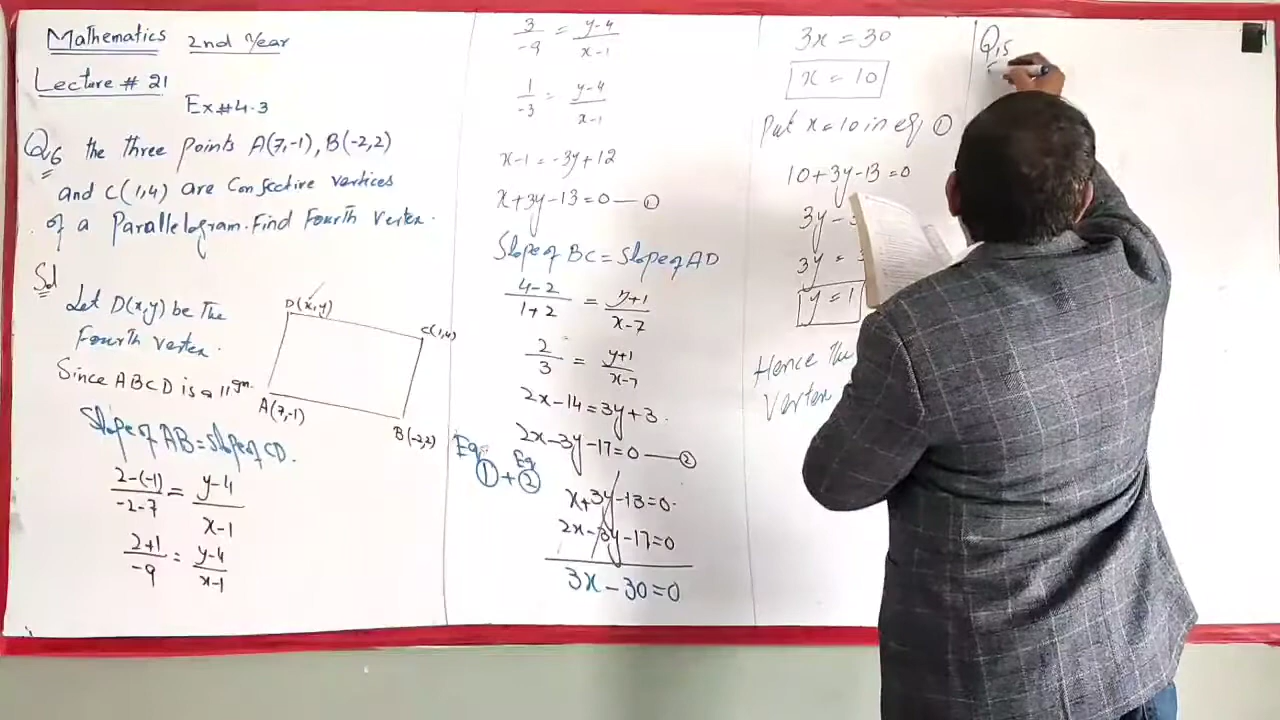 Mathematics 2nd Year
Lecture # 21
Ex#4.3
Q6 the three points A(7,-1), B(-2,2)
and C(1,4) are Consective vertices
of a Parallelogram. Find Fourth Vertex.
Sol
Let D(x,y) be the
Fourth vertex.
Since ABCD is a ||gm.
D(x,y)
C(1,4)
A(7,-1)
B(-2,2)
Slope of AB = Slope of CD.
2-(-1)/-2-7 = y-4/x-1
2+1/-9 = y-4/x-1
3/-9 = y-4/x-1
1/-3 = y-4/x-1
x-1 = -3y+12
x+3y-13=0 — ①
Slope of BC = Slope of AD
4-2/1+2 = y+1/x-7
2/3 = y+1/x-7
2x-14=3y+3.
2x-3y-17=0 — ②
Eq ① + Eq ②
x+3y-13=0.
2x-3y-17=0
3x-30=0
3x = 30
x = 10
Put x=10 in eq ①
10+3y-13=0
3y-
3y =
y = 1
Hence the
Vertex
Q.5